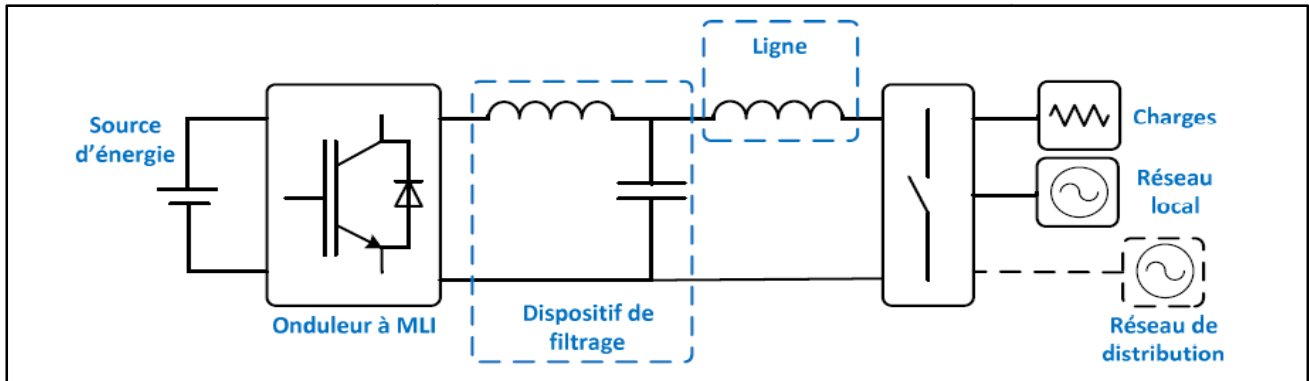 Ligne
Source
d'énergie
Charges
Réseau
local
Onduleur à MLI
Dispositif de
filtrage
Réseau de
distribution